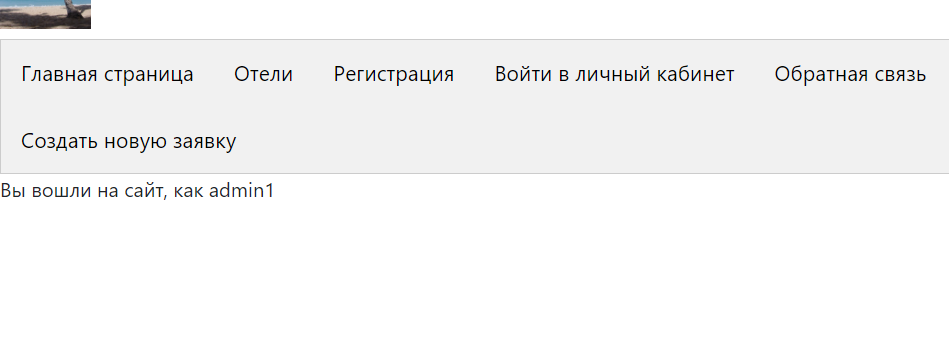 Главная страница Отели Регистрация Войти в личный кабинет Обратная связь
Создать новую заявку
Вы вошли на сайт, как admin1